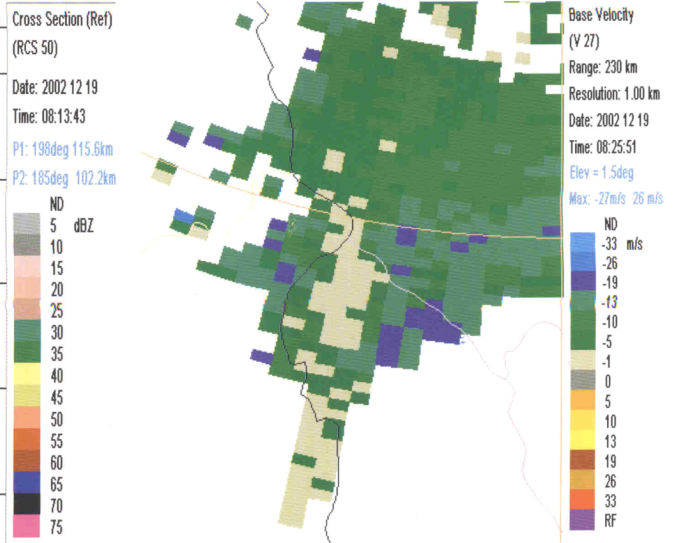 Cross Section (Ref)
(RCS 50)
Date: 2002 12 19
Time: 08:13:43
P1: 198deg 115.6km
P2: 185deg 102.2km
ND
5 dBZ
10
15
20
25
30
35
40
45
50
55
60
65
70
75
Base Velocity
(V 27)
Range: 230 km
Resolution: 1.00 km
Date: 2002 12 19
Time: 08:25:51
Elev = 1.5deg
Max: -27m/s 26 m/s
ND
-33 m/s
-26
-19
-13
-10
-5
-1
0
5
10
13
19
26
33
RF